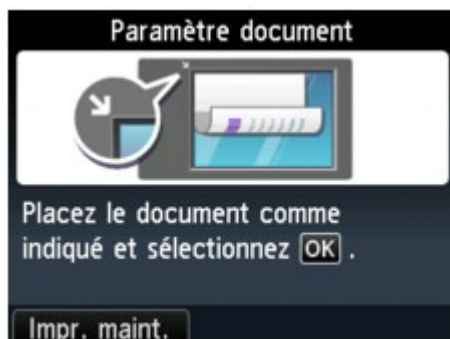 Paramètre document
Placez le document comme
indiqué et sélectionnez OK .
Impr. maint.